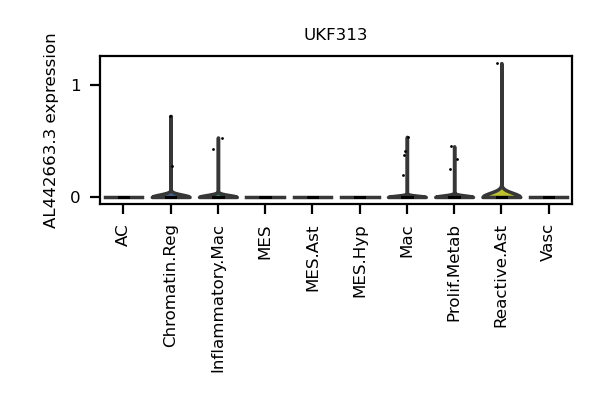 UKF313
AL442663.3 expression
1
0
AC
Chromatin.Reg
Inflammatory.Mac
MES
MES.Ast
MES.Hyp
Mac
Prolif.Metab
Reactive.Ast
Vasc